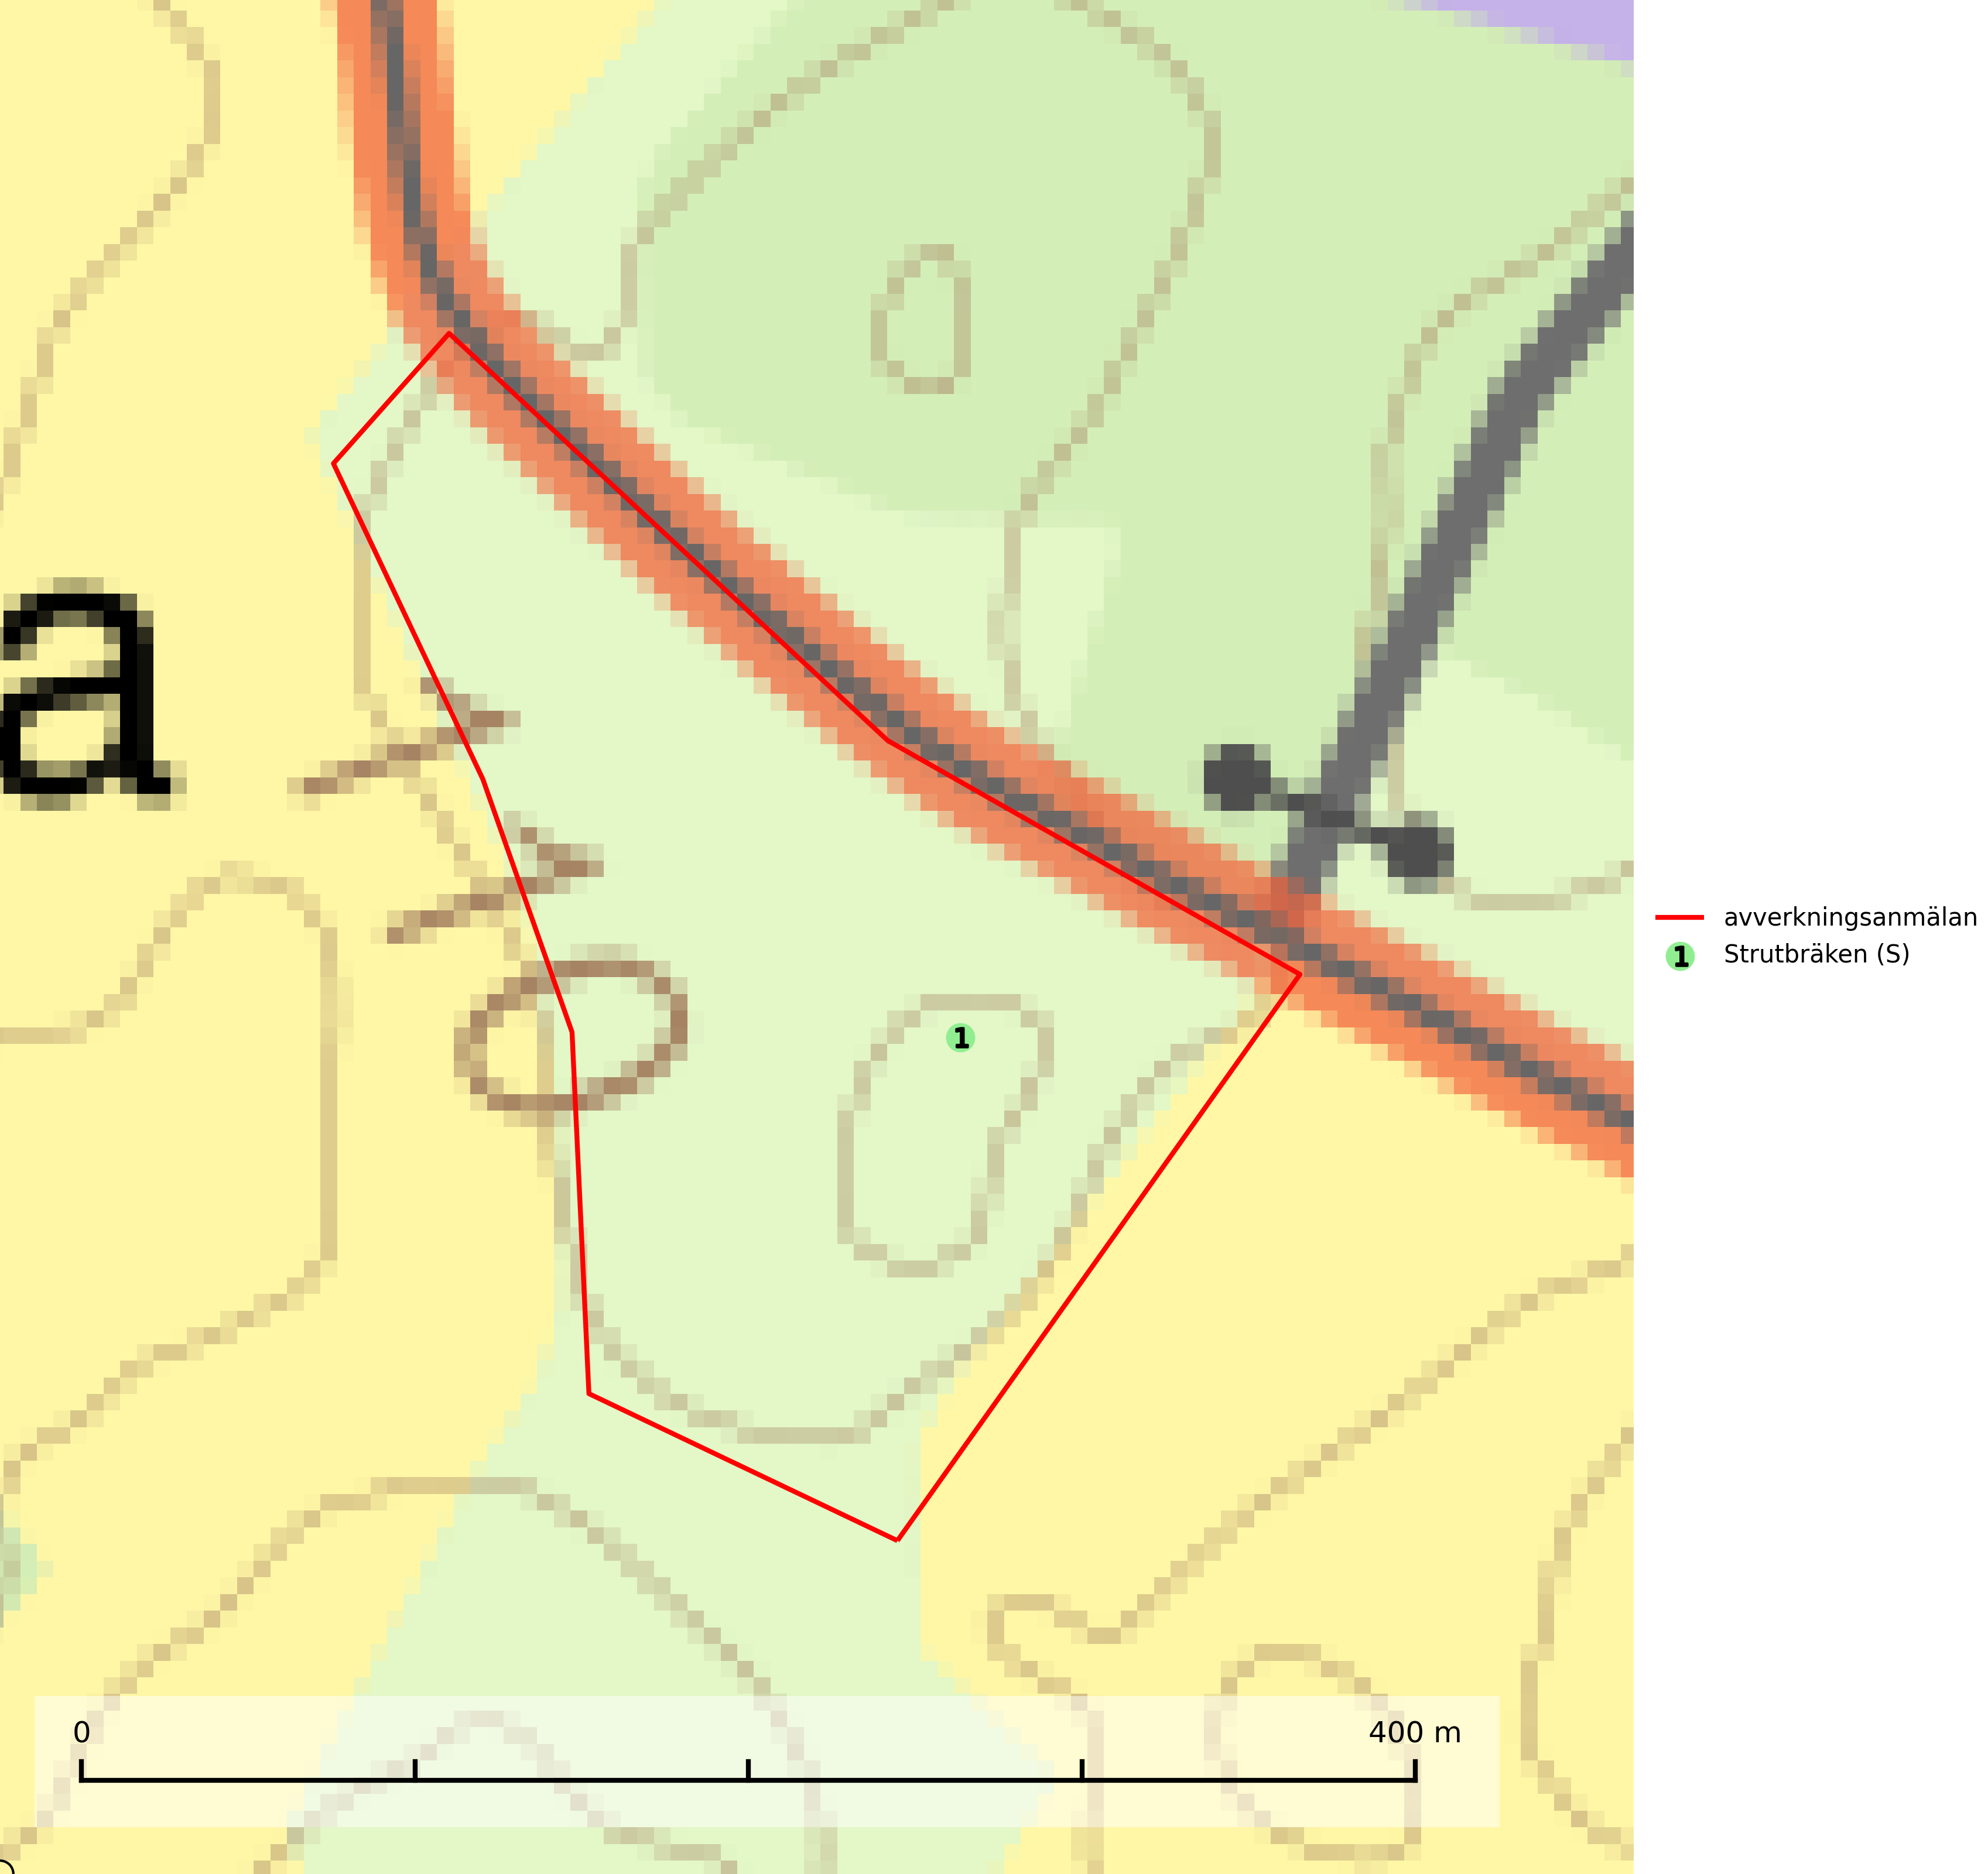 a
1
avverkningsanmälan
1 Strutbräken (S)
0 400 m